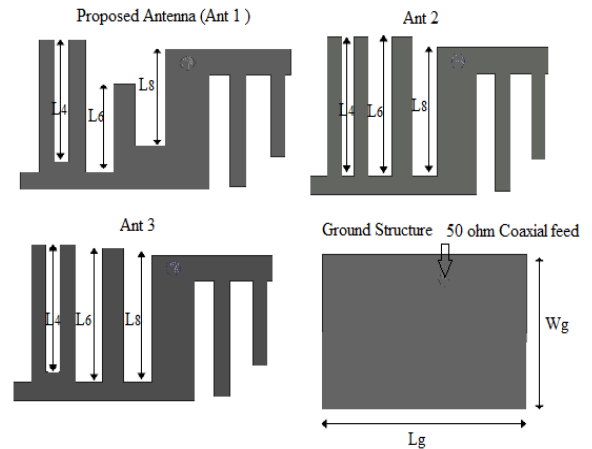 Proposed Antenna (Ant 1 )
Ant 2
L4
L6
L8
L4
L6
L8
Ant 3
Ground Structure
50 ohm Coaxial feed
L4
L6
L8
Wg
Lg